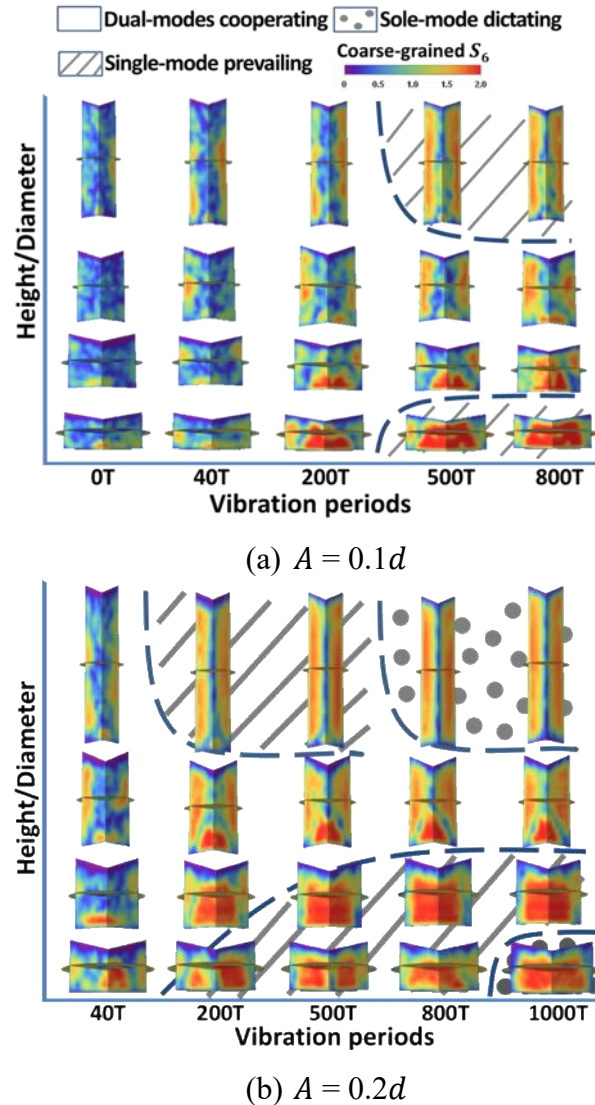 Dual-modes cooperating
Sole-mode dictating
Single-mode prevailing
Coarse-grained S₆
0 0.5 1.0 1.5 2.0
Height/Diameter
0T 40T 200T 500T 800T
Vibration periods
(a) A = 0.1d
Height/Diameter
40T 200T 500T 800T 1000T
Vibration periods
(b) A = 0.2d